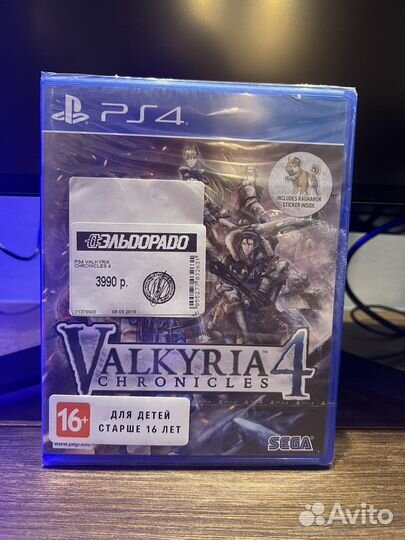 PS4
INCLUDES RAGNAROK
STICKER INSIDE
ЭЛЬДОРАДО
PS4 VALKYRIA
CHRONICLES 4
3990 р.
71378600
08.09.2019
VALKYRIA
CHRONICLES
4
16+
ДЛЯ ДЕТЕЙ
СТАРШЕ 16 ЛЕТ
SEGA
Avito